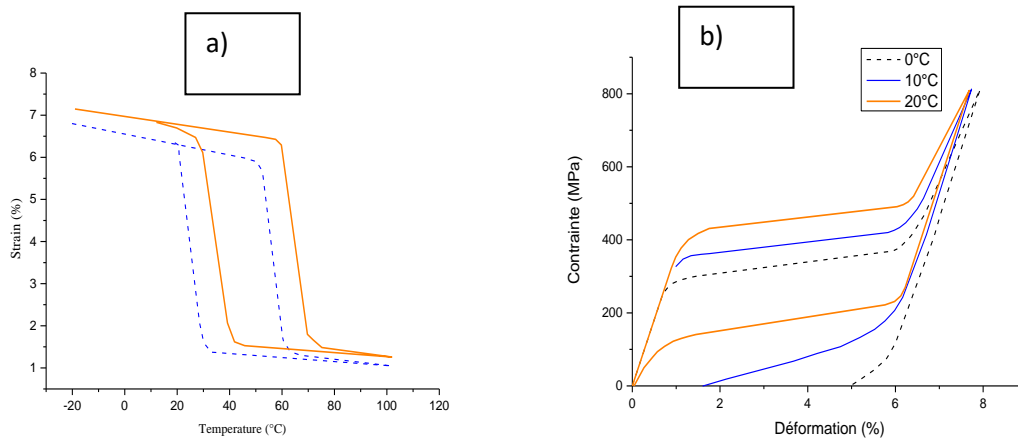 a)
8
7
6
5
4
3
2
1
Strain (%)
-20 0 20 40 60 80 100 120
Temperature (°C)
b)
0°C
10°C
20°C
800
600
400
200
0
Contrainte (MPa)
0 2 4 6 8
Déformation (%)